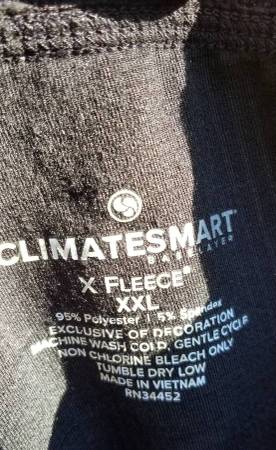 CLIMATESMART™
BASELAYER
X FLEECE®
XXL
95% Polyester | 5% Spandex
EXCLUSIVE OF DECORATION
MACHINE WASH COLD, GENTLE CYCLE
NON CHLORINE BLEACH ONLY
TUMBLE DRY LOW
MADE IN VIETNAM
RN34452